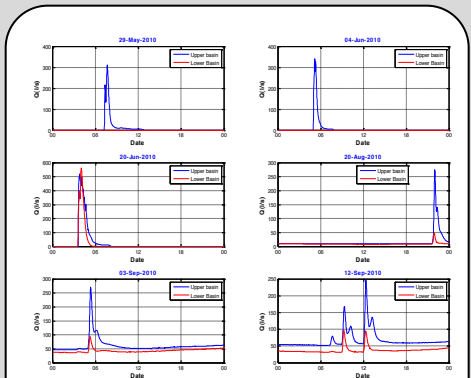 29-May-2010
Q(l/s)
400
300
200
100
0
00 06 12 18 00
Date
Upper basin
Lower Basin
04-Jun-2010
Q(l/s)
400
300
200
100
0
00 06 12 18 00
Date
Upper basin
Lower Basin
20-Jun-2010
Q (l/s)
600
500
400
300
200
100
0
00 06 12 18 00
Date
Upper basin
Lower Basin
20-Aug-2010
Q (l/s)
300
250
200
150
100
50
0
00 06 12 18 00
Date
Upper basin
Lower Basin
03-Sep-2010
Q (l/s)
300
250
200
150
100
50
0
00 06 12 18 00
Date
Upper basin
Lower Basin
12-Sep-2010
Q (l/s)
250
200
150
100
50
0
00 06 12 18 00
Date
Upper basin
Lower Basin